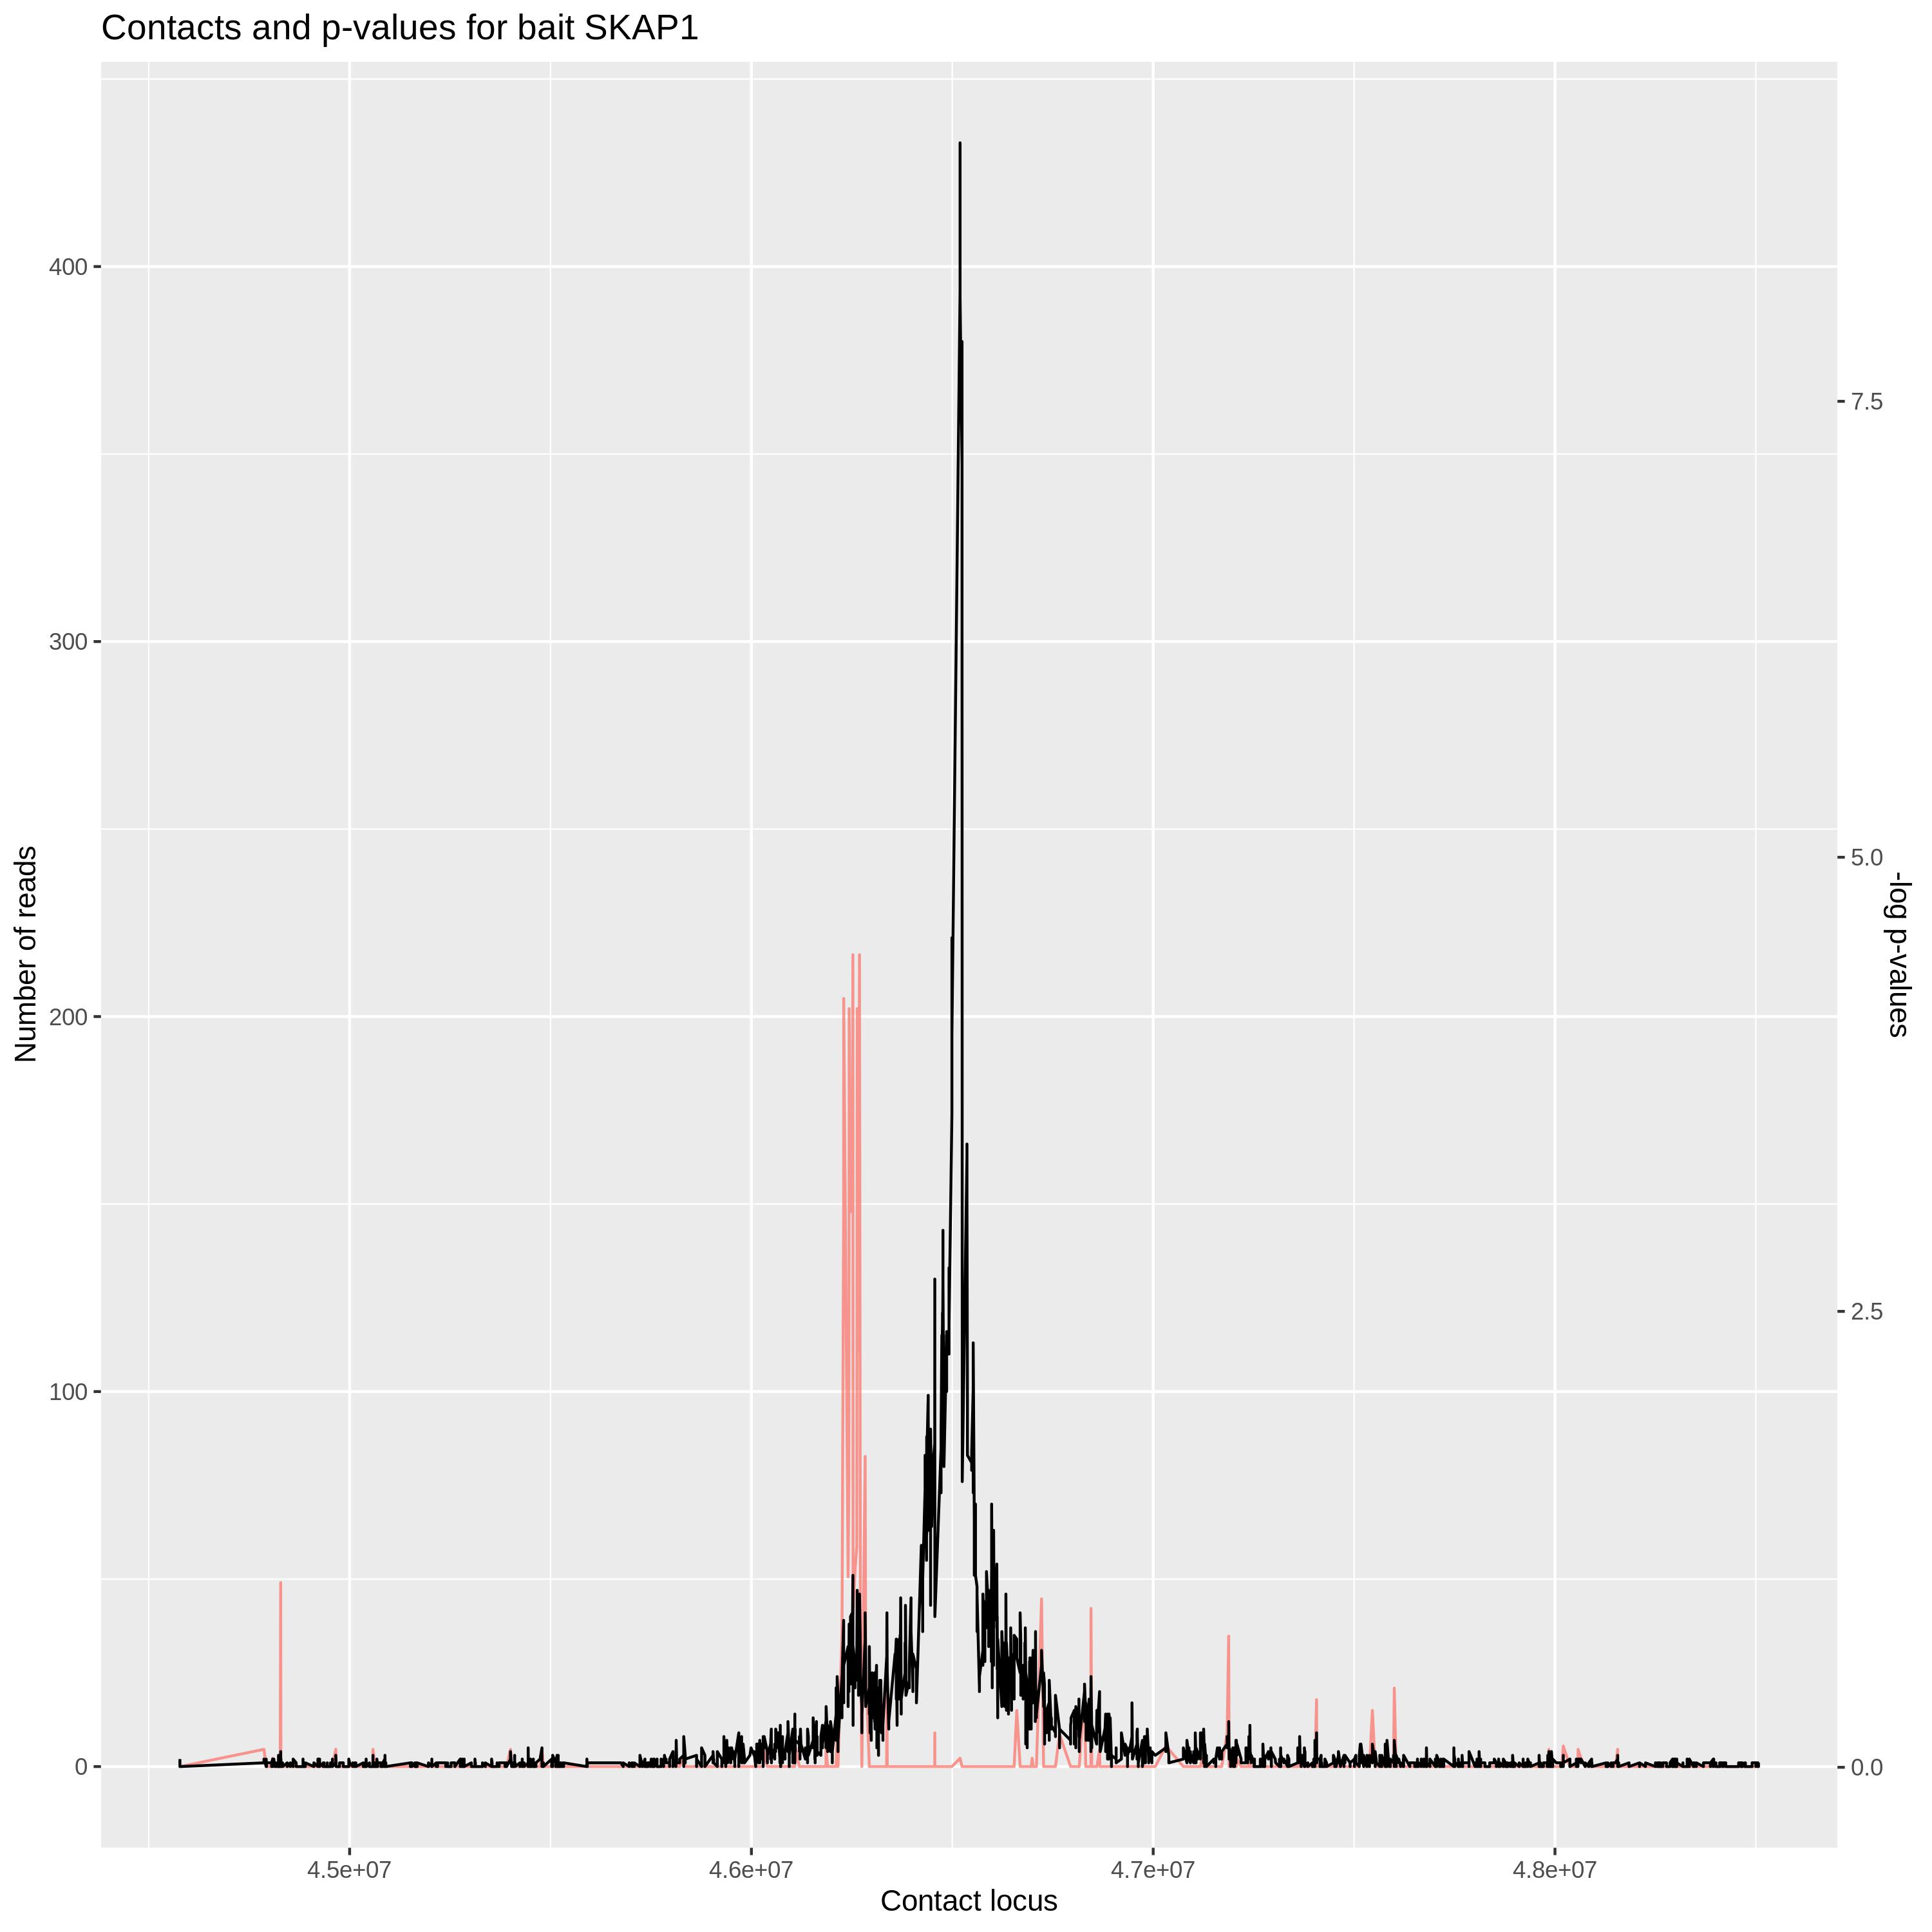 Contacts and p-values for bait SKAP1
400
300
200
100
0
Number of reads
7.5
5.0
2.5
0.0
-log p-values
4.5e+07
4.6e+07
4.7e+07
4.8e+07
Contact locus